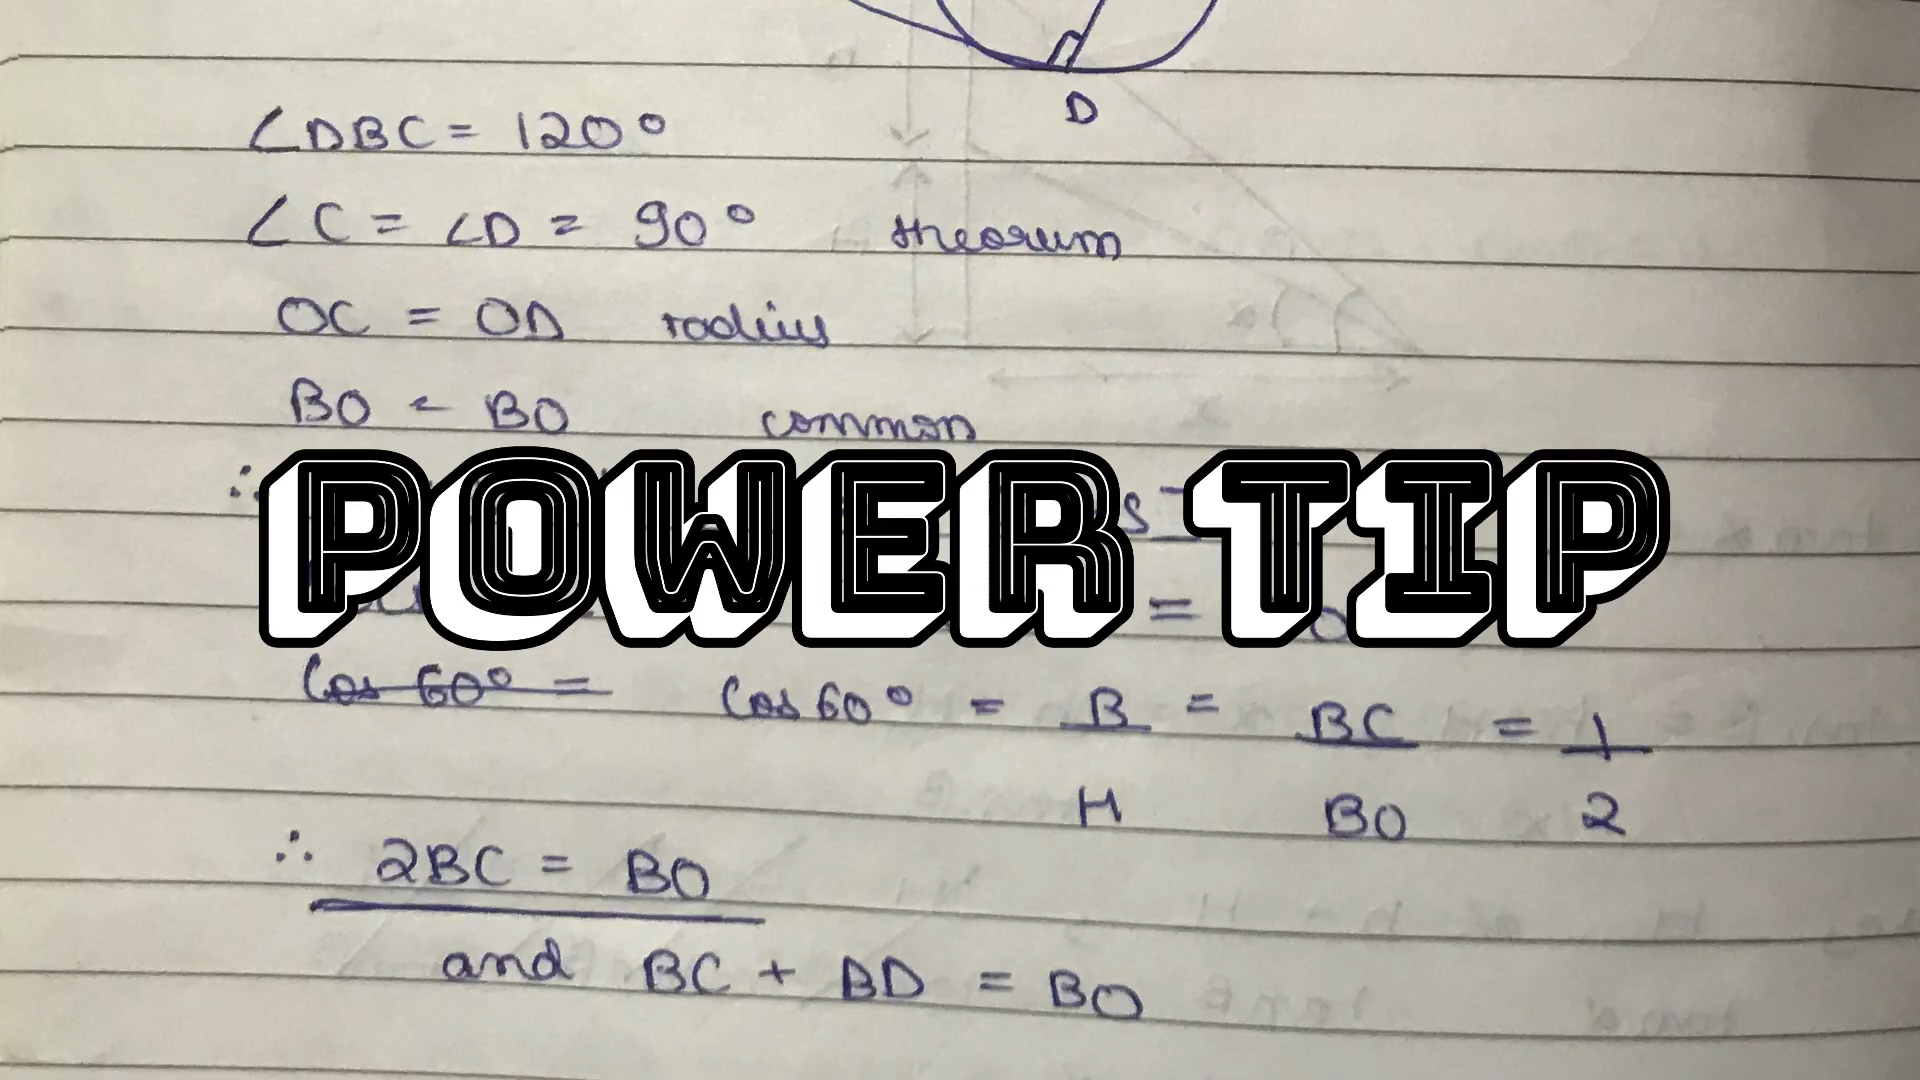 D
∠DBC = 120°
∠C = ∠D = 90° theorum
OC = OD radius
BO = BO common
∴
POWER TIP
=
Cos 60° = Cos 60° = B/H = BC/BO = 1/2
∴ 2BC = BO
and BC + BD = BO